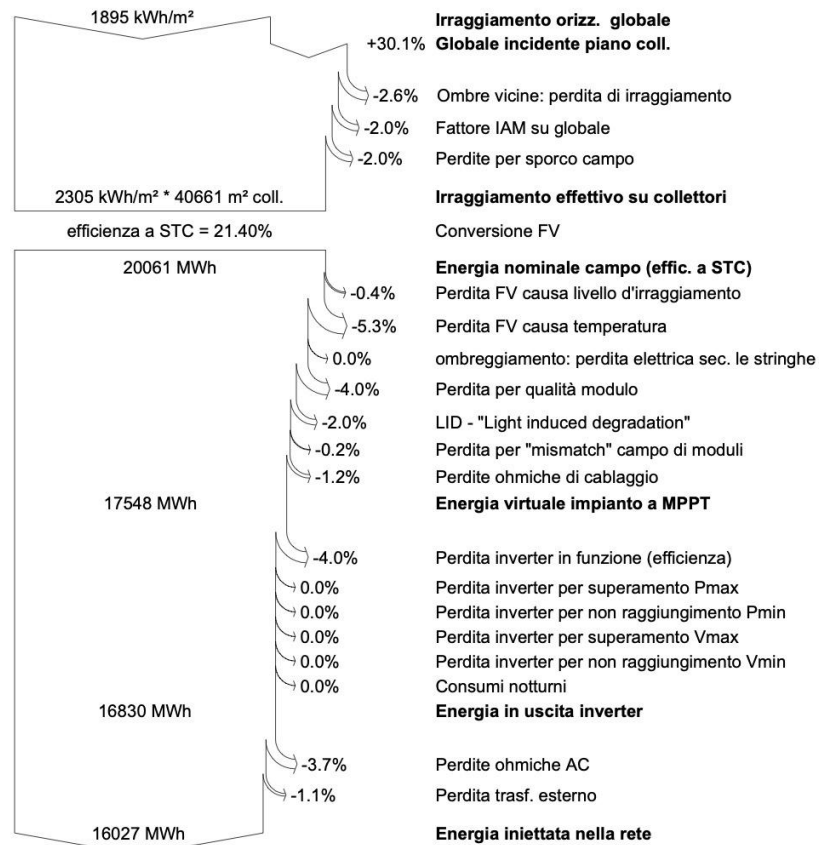 1895 kWh/m² Irraggiamento orizz. globale
+30.1% Globale incidente piano coll.
-2.6% Ombre vicine: perdita di irraggiamento
-2.0% Fattore IAM su globale
-2.0% Perdite per sporco campo
2305 kWh/m² * 40661 m² coll. Irraggiamento effettivo su collettori
efficienza a STC = 21.40% Conversione FV
20061 MWh Energia nominale campo (effic. a STC)
-0.4% Perdita FV causa livello d'irraggiamento
-5.3% Perdita FV causa temperatura
0.0% ombreggiamento: perdita elettrica sec. le stringhe
-4.0% Perdita per qualità modulo
-2.0% LID - "Light induced degradation"
-0.2% Perdita per "mismatch" campo di moduli
-1.2% Perdite ohmiche di cablaggio
17548 MWh Energia virtuale impianto a MPPT
-4.0% Perdita inverter in funzione (efficienza)
0.0% Perdita inverter per superamento Pmax
0.0% Perdita inverter per non raggiungimento Pmin
0.0% Perdita inverter per superamento Vmax
0.0% Perdita inverter per non raggiungimento Vmin
0.0% Consumi notturni
16830 MWh Energia in uscita inverter
-3.7% Perdite ohmiche AC
-1.1% Perdita trasf. esterno
16027 MWh Energia iniettata nella rete